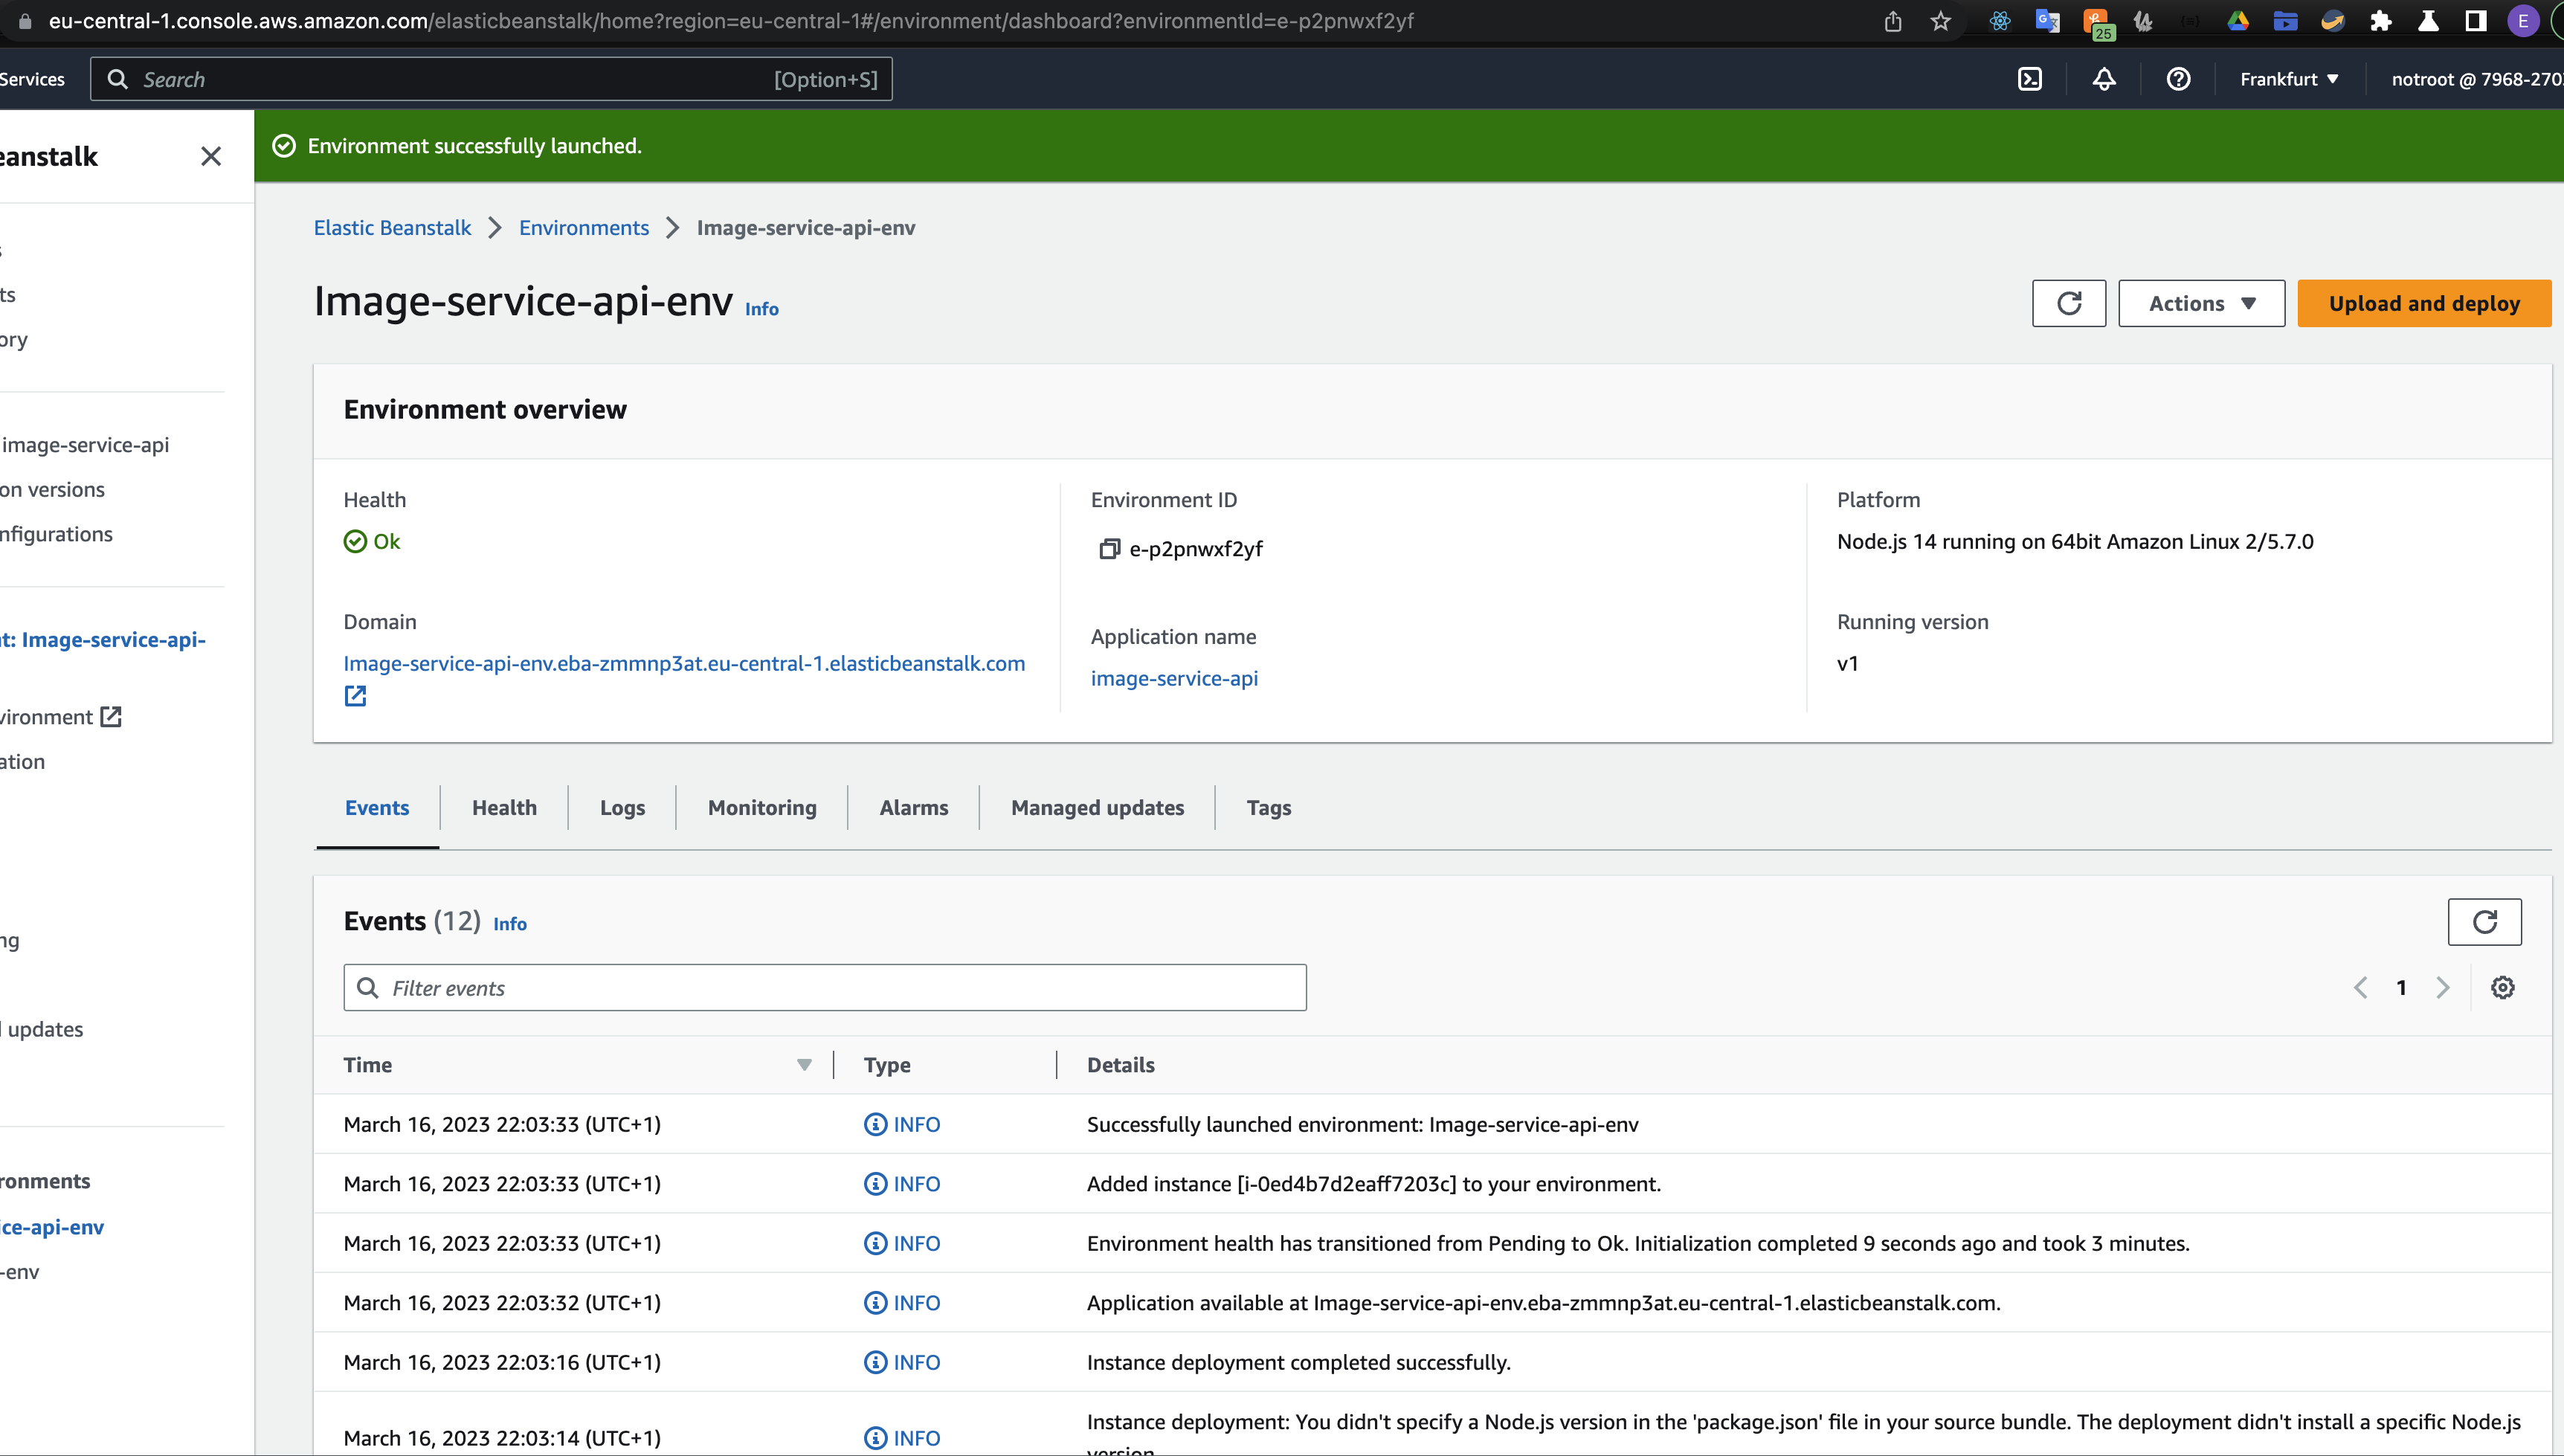 eu-central-1.console.aws.amazon.com/elasticbeanstalk/home?region=eu-central-1#/environment/dashboard?environmentId=e-p2pnwxf2yf
25
E
Services
Search
[Option+S]
Frankfurt
notroot @ 7968-270
eanstalk
Environment successfully launched.
Elastic Beanstalk
Environments
Image-service-api-env
ts
ory
image-service-api
on versions
nfigurations
t: Image-service-api-
vironment
ation
ng
updates
ronments
ice-api-env
-env
Image-service-api-env Info
Actions
Upload and deploy
Environment overview
Health
Ok
Domain
Image-service-api-env.eba-zmmnp3at.eu-central-1.elasticbeanstalk.com
Environment ID
e-p2pnwxf2yf
Application name
image-service-api
Platform
Node.js 14 running on 64bit Amazon Linux 2/5.7.0
Running version
v1
Events
Health
Logs
Monitoring
Alarms
Managed updates
Tags
Events (12) Info
Filter events
1
Time
Type
Details
March 16, 2023 22:03:33 (UTC+1) INFO Successfully launched environment: Image-service-api-env
March 16, 2023 22:03:33 (UTC+1) INFO Added instance [i-0ed4b7d2eaff7203c] to your environment.
March 16, 2023 22:03:33 (UTC+1) INFO Environment health has transitioned from Pending to Ok. Initialization completed 9 seconds ago and took 3 minutes.
March 16, 2023 22:03:32 (UTC+1) INFO Application available at Image-service-api-env.eba-zmmnp3at.eu-central-1.elasticbeanstalk.com.
March 16, 2023 22:03:16 (UTC+1) INFO Instance deployment completed successfully.
March 16, 2023 22:03:14 (UTC+1) INFO Instance deployment: You didn't specify a Node.js version in the 'package.json' file in your source bundle. The deployment didn't install a specific Node.js
version.